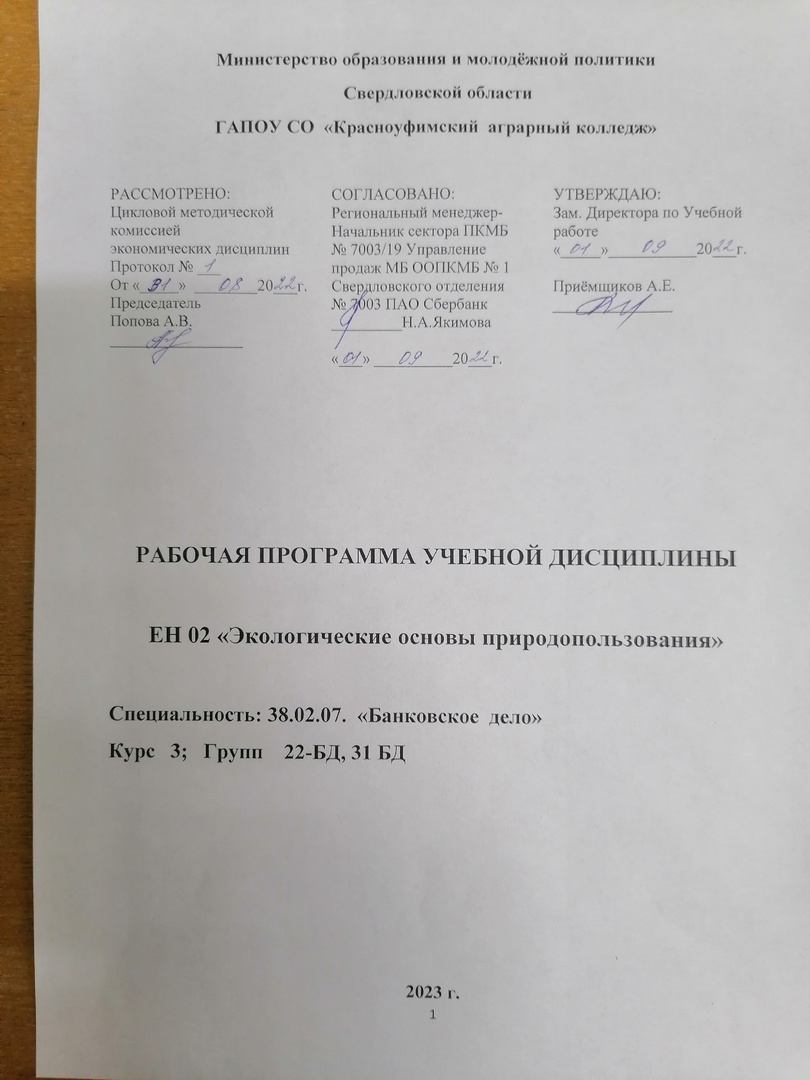 Министерство образования и молодёжной политики
Свердловской области
ГАПОУ СО «Красноуфимский аграрный колледж»
РАССМОТРЕНО:
Цикловой методической
комиссией
экономических дисциплин
Протокол № 1
От «31» 08 2022г.
Председатель
Попова А.В.
СОГЛАСОВАНО:
Региональный менеджер-
Начальник сектора ПКМБ
№ 7003/19 Управление
продаж МБ ООПКМБ № 1
Свердловского отделения
№ 7003 ПАО Сбербанк
Н.А.Якимова
«01» 09 2022г.
УТВЕРЖДАЮ:
Зам. Директора по Учебной
работе
«01» 09 2022г.
Приёмщиков А.Е.
РАБОЧАЯ ПРОГРАММА УЧЕБНОЙ ДИСЦИПЛИНЫ
ЕН 02 «Экологические основы природопользования»
Специальность: 38.02.07. «Банковское дело»
Курс 3; Групп 22-БД, 31 БД
2023 г.
1